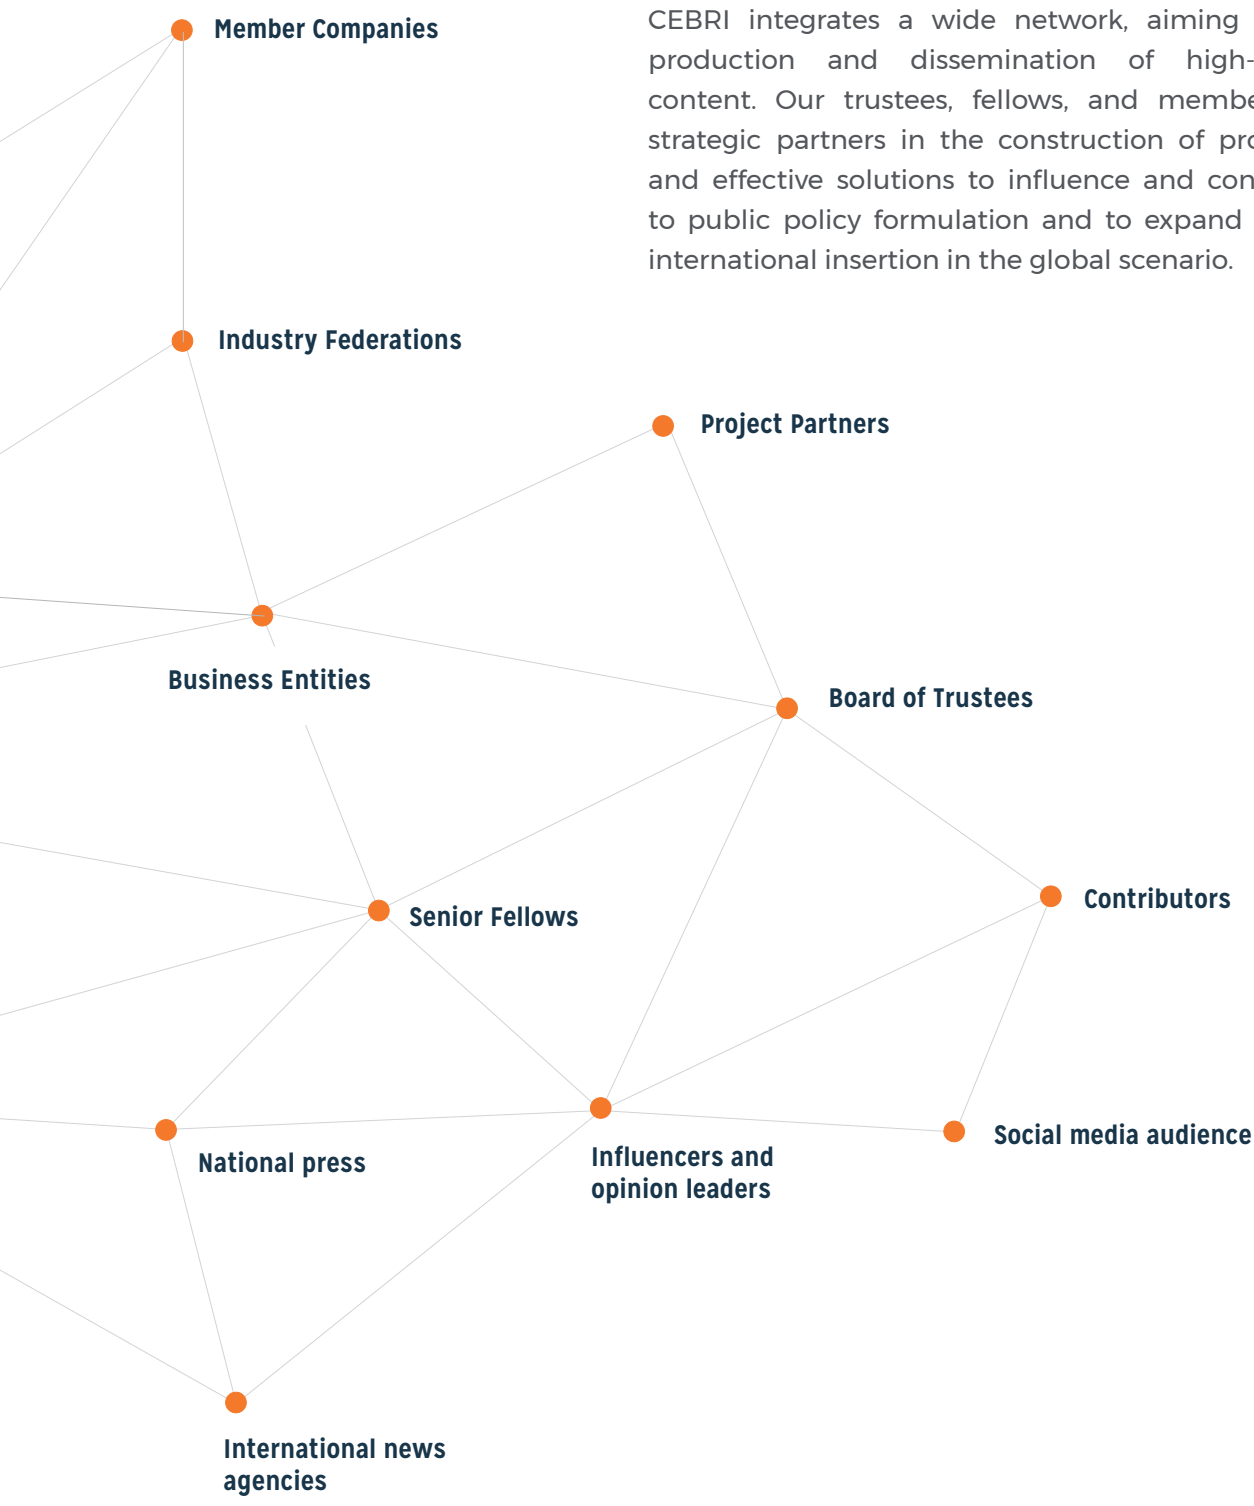 Member Companies
CEBRI integrates a wide network, aiming
production and dissemination of high-
content. Our trustees, fellows, and
strategic partners in the construction of
and effective solutions to influence and
to public policy formulation and to expand
international insertion in the global scenario.
Industry Federations
Project Partners
Business Entities
Board of Trustees
Contributors
Senior Fellows
Social media audience
National press
Influencers and
opinion leaders
International news
agencies